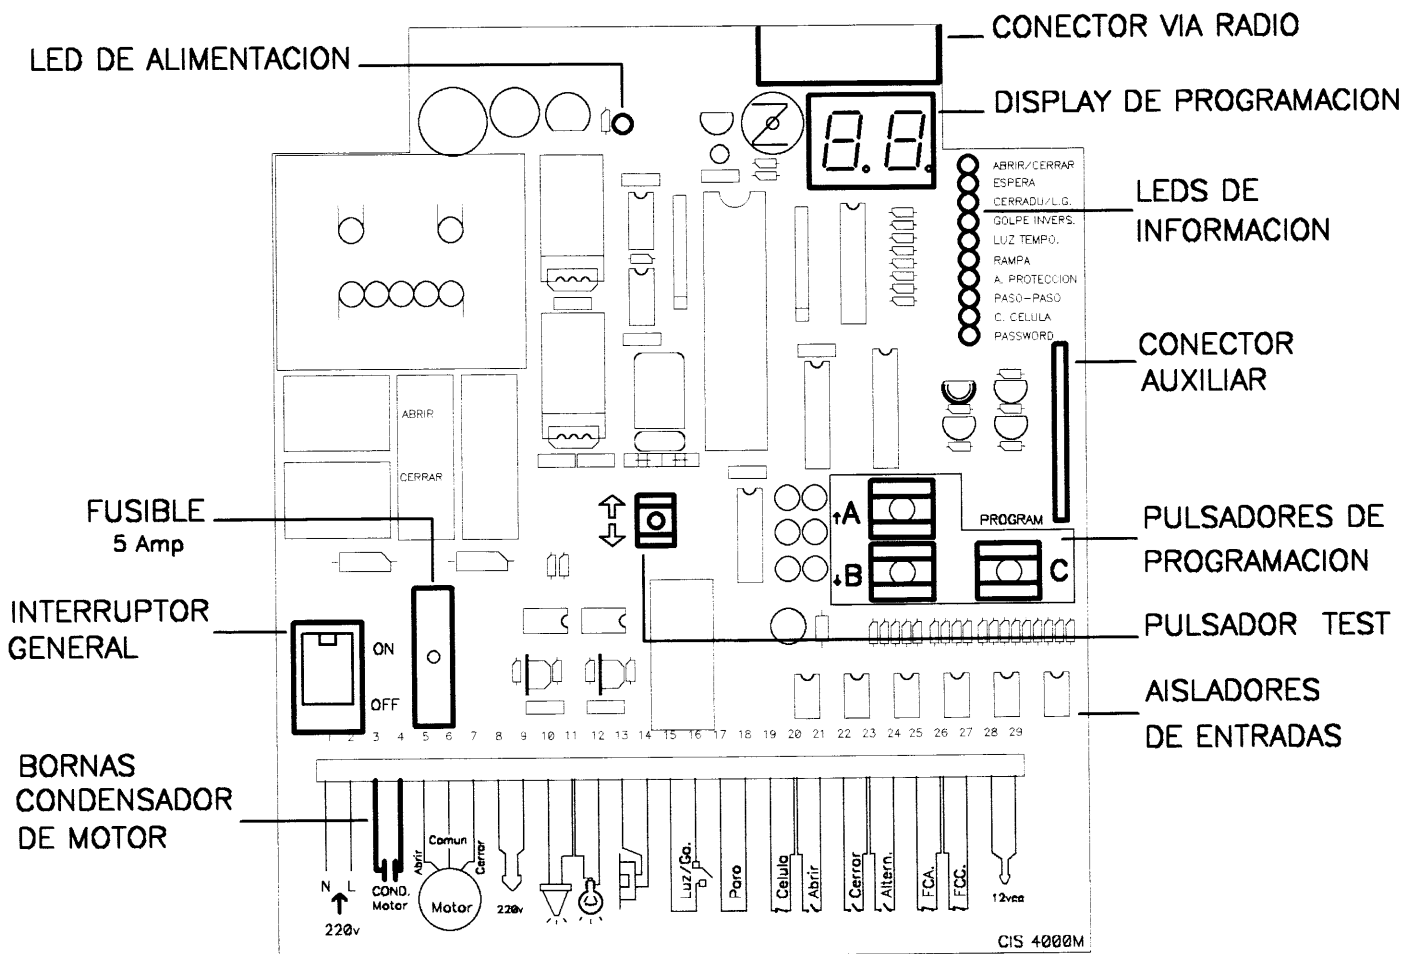 CONECTOR VIA RADIO
LED DE ALIMENTACION
DISPLAY DE PROGRAMACION
8.8.
ABRIR/CERRAR
ESPERA
CERRADU/L.G.
GOLPE INVERS.
LUZ TEMPO.
RAMPA
A. PROTECCION
PASO-PASO
C. CELULA
PASSWORD
LEDS DE
INFORMACION
CONECTOR
AUXILIAR
ABRIR
CERRAR
FUSIBLE
5 Amp
↑A
↓B
PROGRAM
C
PULSADORES DE
PROGRAMACION
INTERRUPTOR
GENERAL
ON
OFF
PULSADOR TEST
AISLADORES
DE ENTRADAS
1 2 3 4 5 6 7 8 9 10 11 12 13 14 15 16 17 18 19 20 21 22 23 24 25 26 27 28 29
BORNAS
CONDENSADOR
DE MOTOR
N L
220v
COND.
Motor
Abrir
Comun
Cerrar
Motor
220v
Luz/Ga.
Paro
Celula
Abrir
Cerrar
Altern.
FCA.
FCC.
12vca
CIS 4000M